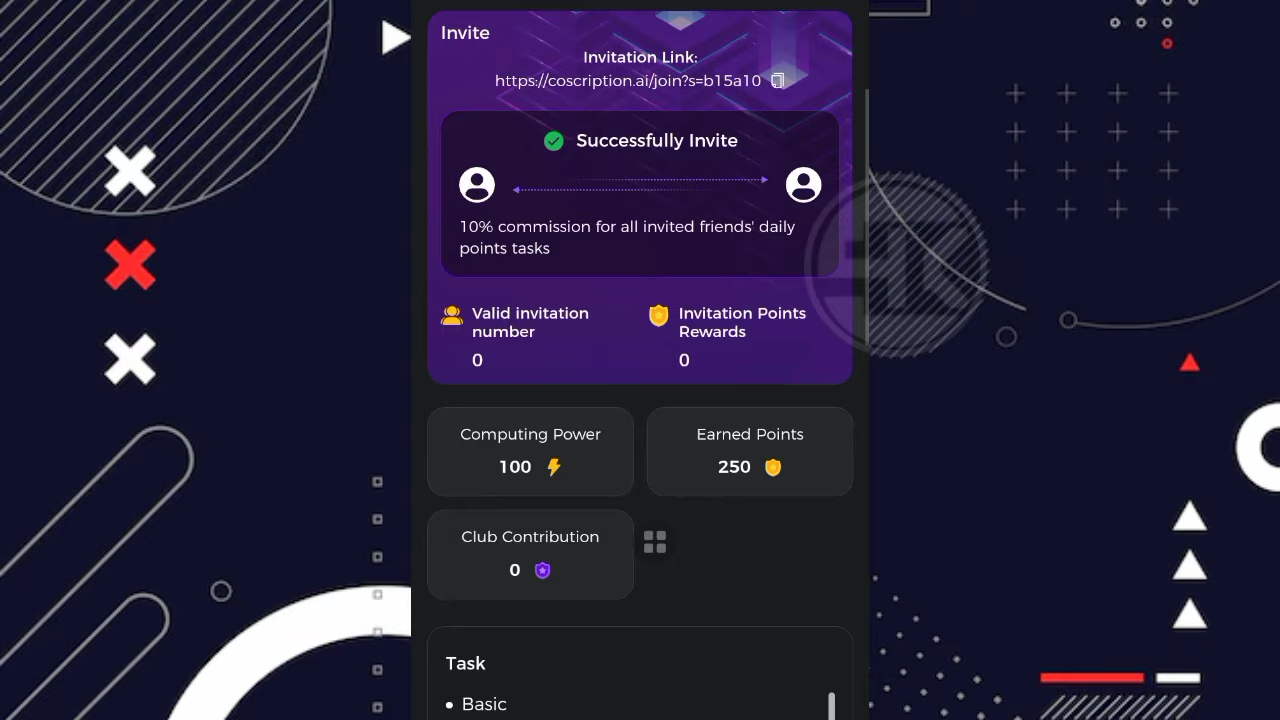 Invite
Invitation Link:
https://coscription.ai/join?s=b15a10
Successfully Invite
10% commission for all invited friends' daily
points tasks
Valid invitation
number
0
Invitation Points
Rewards
0
Computing Power
100
Earned Points
250
Club Contribution
0
Task
• Basic